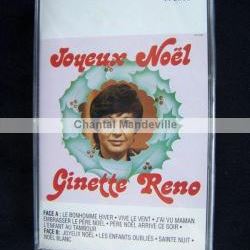 Joyeux Noël
Chantal Mandeville
Ginette Reno
FACE A: LE BONHOMME HIVER • VIVE LE VENT • J'AI VU MAMAN
EMBRASSER LE PÈRE NOËL • PÈRE NOËL ARRIVE CE SOIR •
L'ENFANT AU TAMBOUR
FACE B: JOYEUX NOËL • LES ENFANTS OUBLIÉS • SAINTE NUIT •
NOËL BLANC